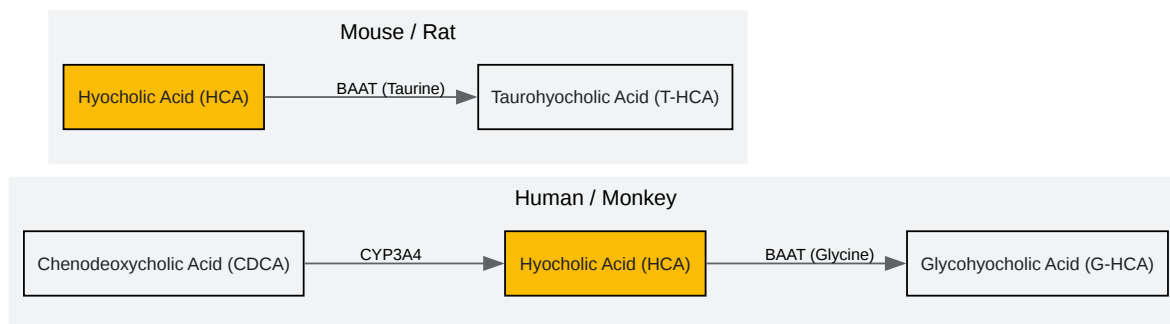 Mouse / Rat
Hyocholic Acid (HCA)
BAAT (Taurine)
Taurohyocholic Acid (T-HCA)
Human / Monkey
Chenodeoxycholic Acid (CDCA)
CYP3A4
Hyocholic Acid (HCA)
BAAT (Glycine)
Glycohyocholic Acid (G-HCA)